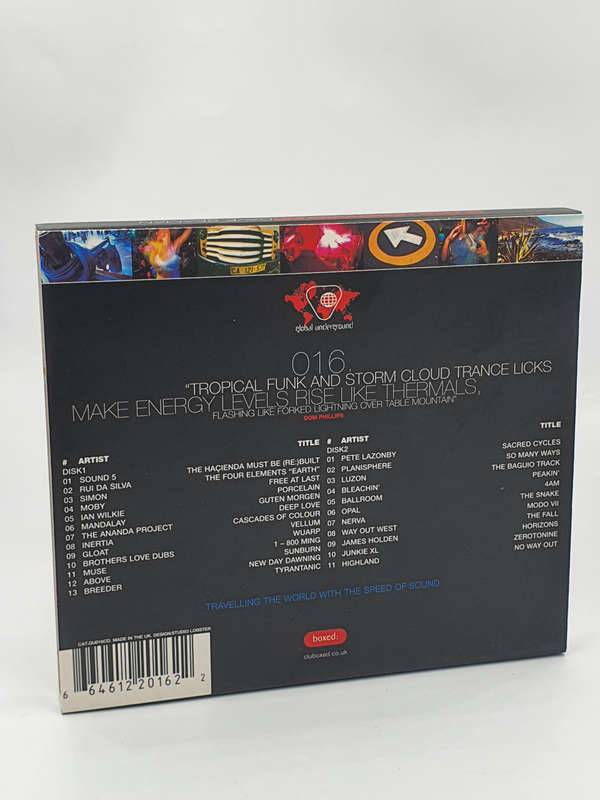 global underground
016.
"TROPICAL FUNK AND STORM CLOUD TRANCE LICKS
MAKE ENERGY LEVELS RISE LIKE THERMALS,
FLASHING LIKE FORKED LIGHTNING OVER TABLE MOUNTAIN"
DOM PHILLIPS
# ARTIST TITLE
DISK1
01 SOUND 5 THE HAÇIENDA MUST BE (RE:)BUILT
02 RUI DA SILVA THE FOUR ELEMENTS "EARTH"
03 SIMON FREE AT LAST
04 MOBY PORCELAIN
05 IAN WILKIE GUTEN MORGEN
06 MANDALAY DEEP LOVE
07 THE ANANDA PROJECT CASCADES OF COLOUR
08 INERTIA VELLUM
09 GLOAT WUARP
10 BROTHERS LOVE DUBS 1 – 800 MING
11 MUSE SUNBURN
12 ABOVE NEW DAY DAWNING
13 BREEDER TYRANTANIC
# ARTIST TITLE
DISK2
01 PETE LAZONBY SACRED CYCLES
02 PLANISPHERE SO MANY WAYS
03 LUZON THE BAGUIO TRACK
04 BLEACHIN' PEAKIN'
05 BALLROOM 4AM
06 OPAL THE SNAKE
07 NERVA MODO VII
08 WAY OUT WEST THE FALL
09 JAMES HOLDEN HORIZONS
10 JUNKIE XL ZEROTONINE
11 HIGHLAND NO WAY OUT
TRAVELLING THE WORLD WITH THE SPEED OF SOUND
boxed:
cluboxed.co.uk
CAT:GU016CD. MADE IN THE UK. DESIGN:STUDIO LOBSTER
6 64612 20162 2